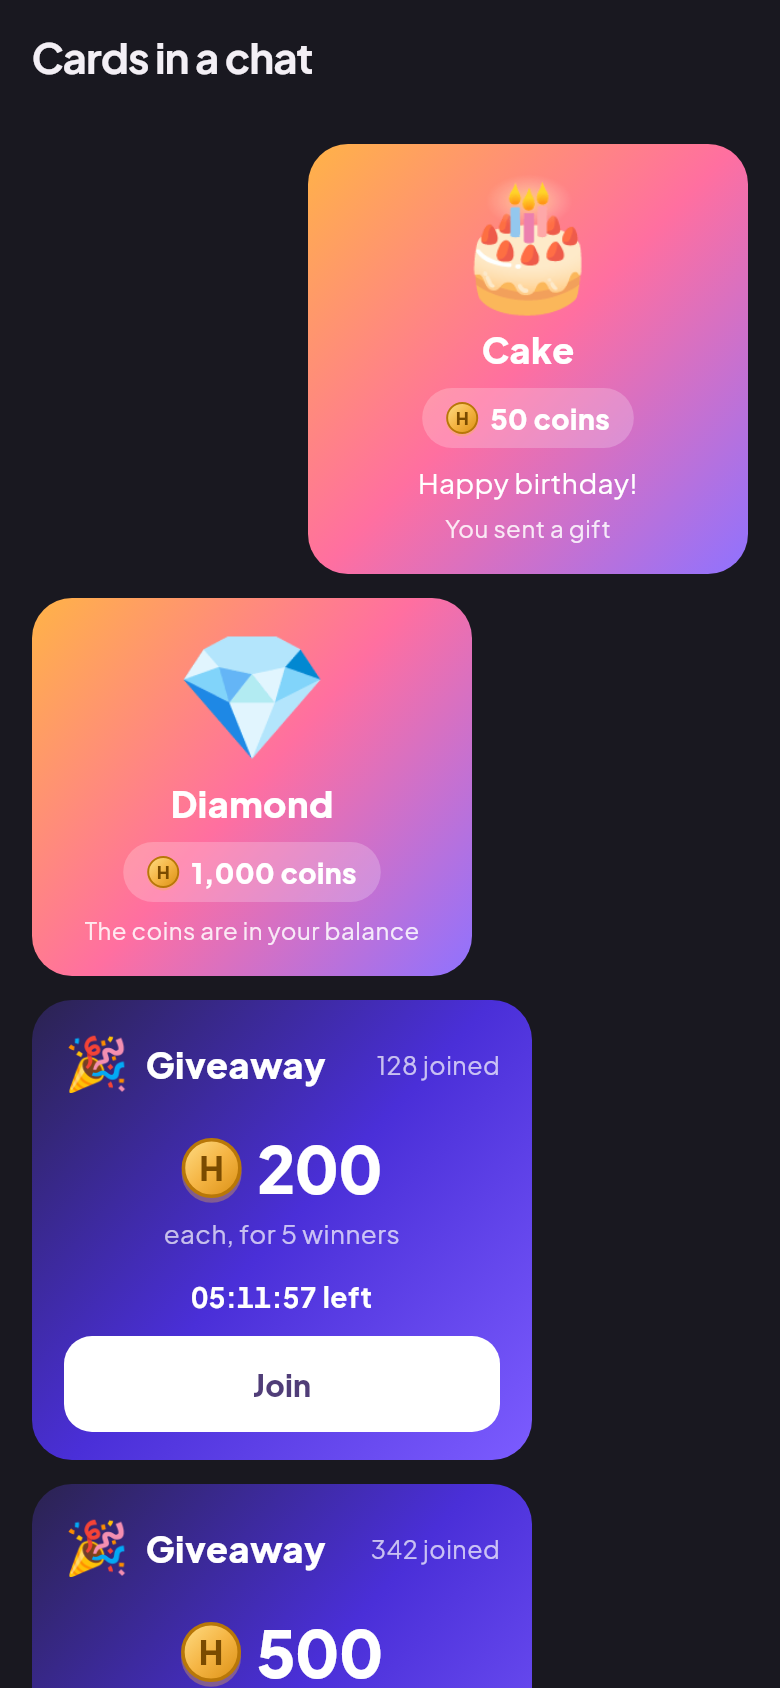 Cards in a chat
Cake
H 50 coins
Happy birthday!
You sent a gift
Diamond
H 1,000 coins
The coins are in your balance
Giveaway 128 joined
H 200
each, for 5 winners
05:11:57 left
Join
Giveaway 342 joined
H 500